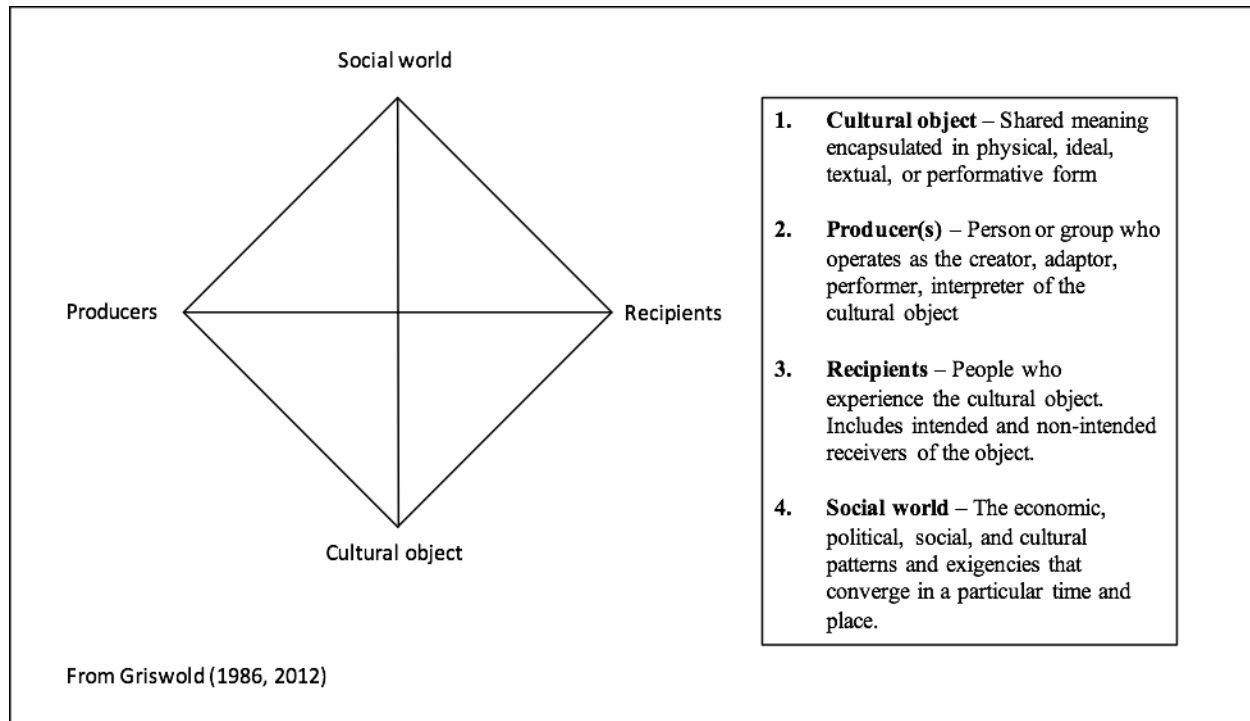 Social world
Producers
Recipients
Cultural object
1. Cultural object – Shared meaning
encapsulated in physical, ideal,
textual, or performative form
2. Producer(s) – Person or group who
operates as the creator, adaptor,
performer, interpreter of the
cultural object
3. Recipients – People who
experience the cultural object.
Includes intended and non-intended
receivers of the object.
4. Social world – The economic,
political, social, and cultural
patterns and exigencies that
converge in a particular time and
place.
From Griswold (1986, 2012)